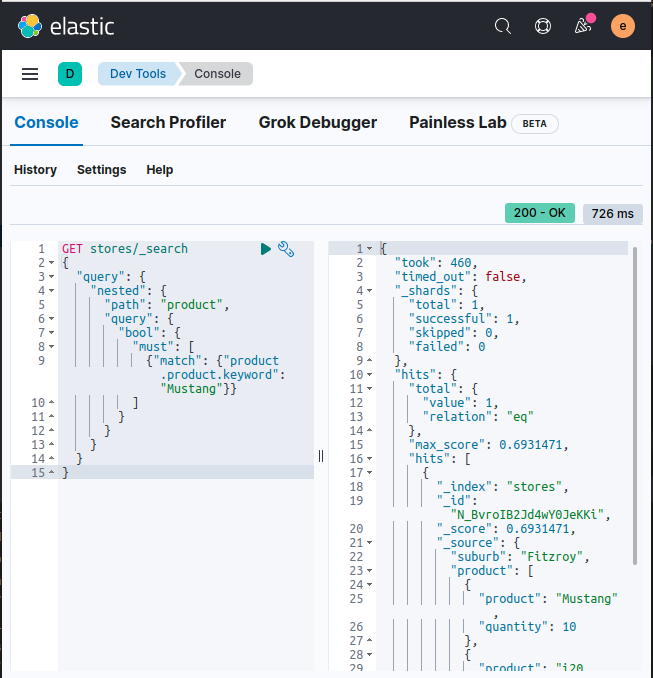 elastic
e
D
Dev Tools
Console
Console
Search Profiler
Grok Debugger
Painless Lab
BETA
History
Settings
Help
200 - OK
726 ms
1 GET stores/_search
2 {
3 "query": {
4 "nested": {
5 "path": "product",
6 "query": {
7 "bool": {
8 "must": [
9 {"match": {"product
.product.keyword":
"Mustang"}}
10 ]
11 }
12 }
13 }
14 }
15 }
1 {
2 "took": 460,
3 "timed_out": false,
4 "_shards": {
5 "total": 1,
6 "successful": 1,
7 "skipped": 0,
8 "failed": 0
9 },
10 "hits": {
11 "total": {
12 "value": 1,
13 "relation": "eq"
14 },
15 "max_score": 0.6931471,
16 "hits": [
17 {
18 "_index": "stores",
19 "_id":
"N_BvroIB2Jd4wY0JeKKi",
20 "_score": 0.6931471,
21 "_source": {
22 "suburb": "Fitzroy",
23 "product": [
24 {
25 "product": "Mustang"
,
26 "quantity": 10
27 },
28 {
29 "product": "i20